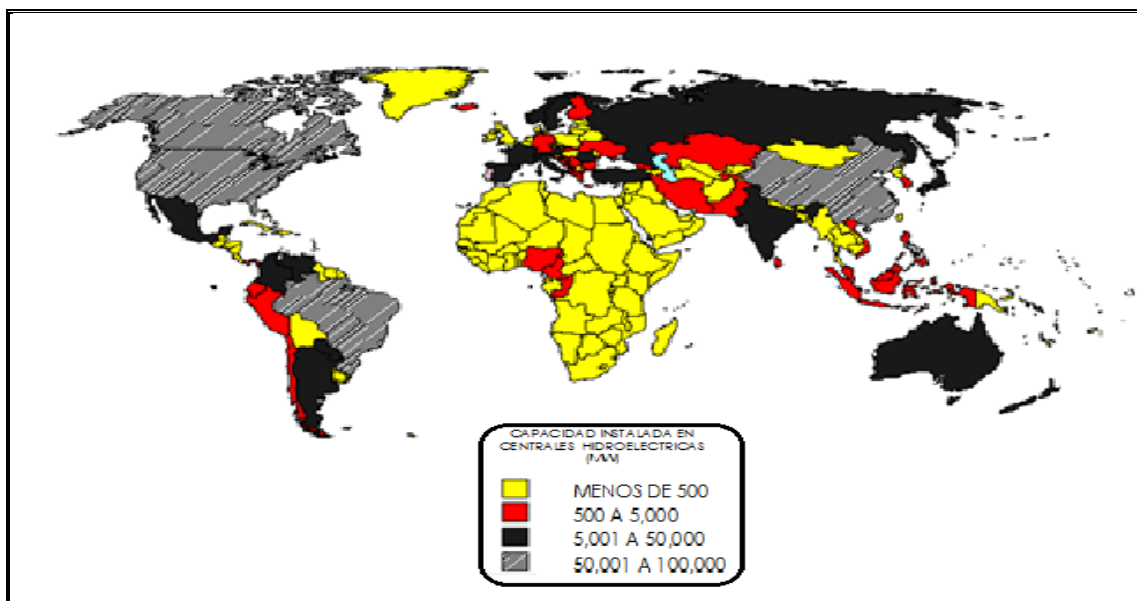 CAPACIDAD INSTALADA EN
CENTRALES HIDROELECTRICAS
(MW)
MENOS DE 500
500 A 5,000
5,001 A 50,000
50,001 A 100,000